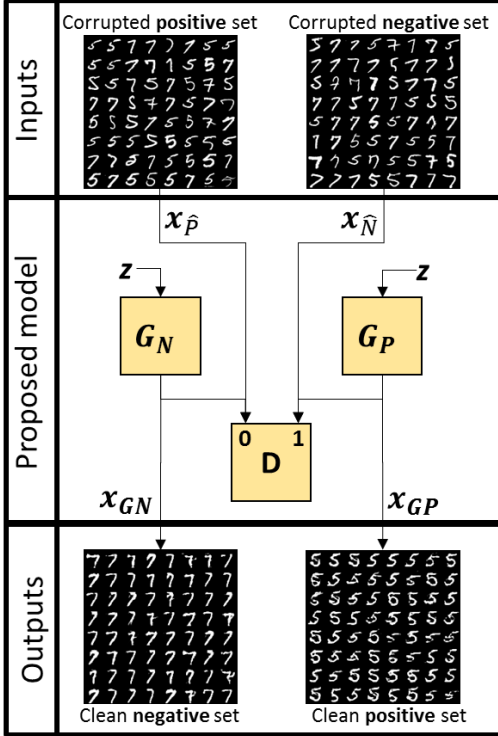 Corrupted positive set
Corrupted negative set
Inputs
x_P̂
x_N̂
Proposed model
z
z
G_N
G_P
0 1
D
x_GN
x_GP
Outputs
Clean negative set
Clean positive set